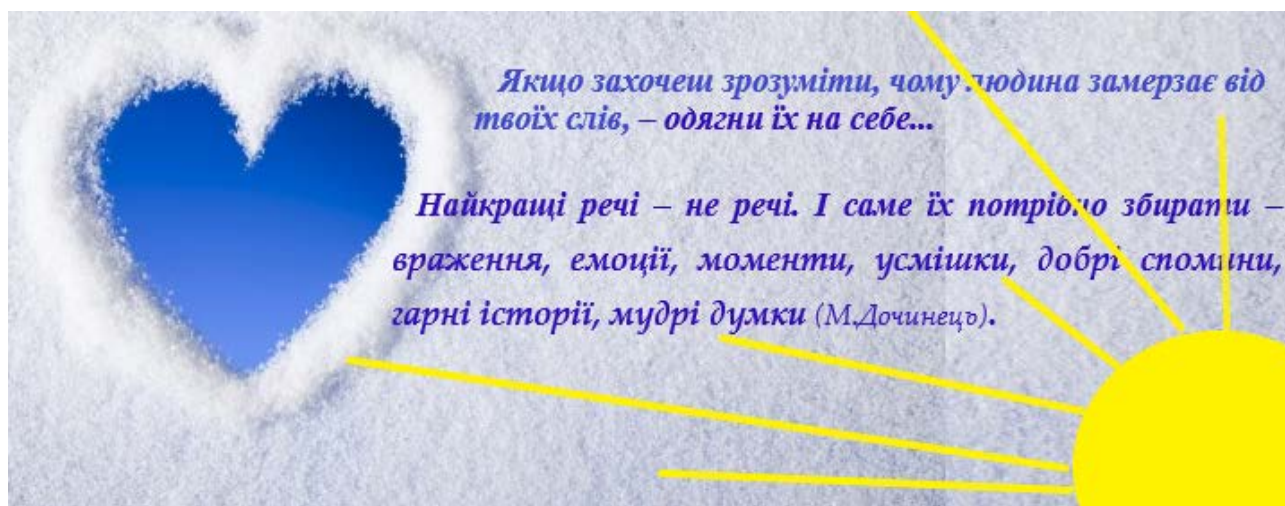 Якщо захочеш зрозуміти, чому людина замерзає від
твоїх слів, – одягни їх на себе...
Найкращі речі – не речі. І саме їх потрібно збирати –
враження, емоції, моменти, усмішки, добрі спомини,
гарні історії, мудрі думки (М.Дочинець).